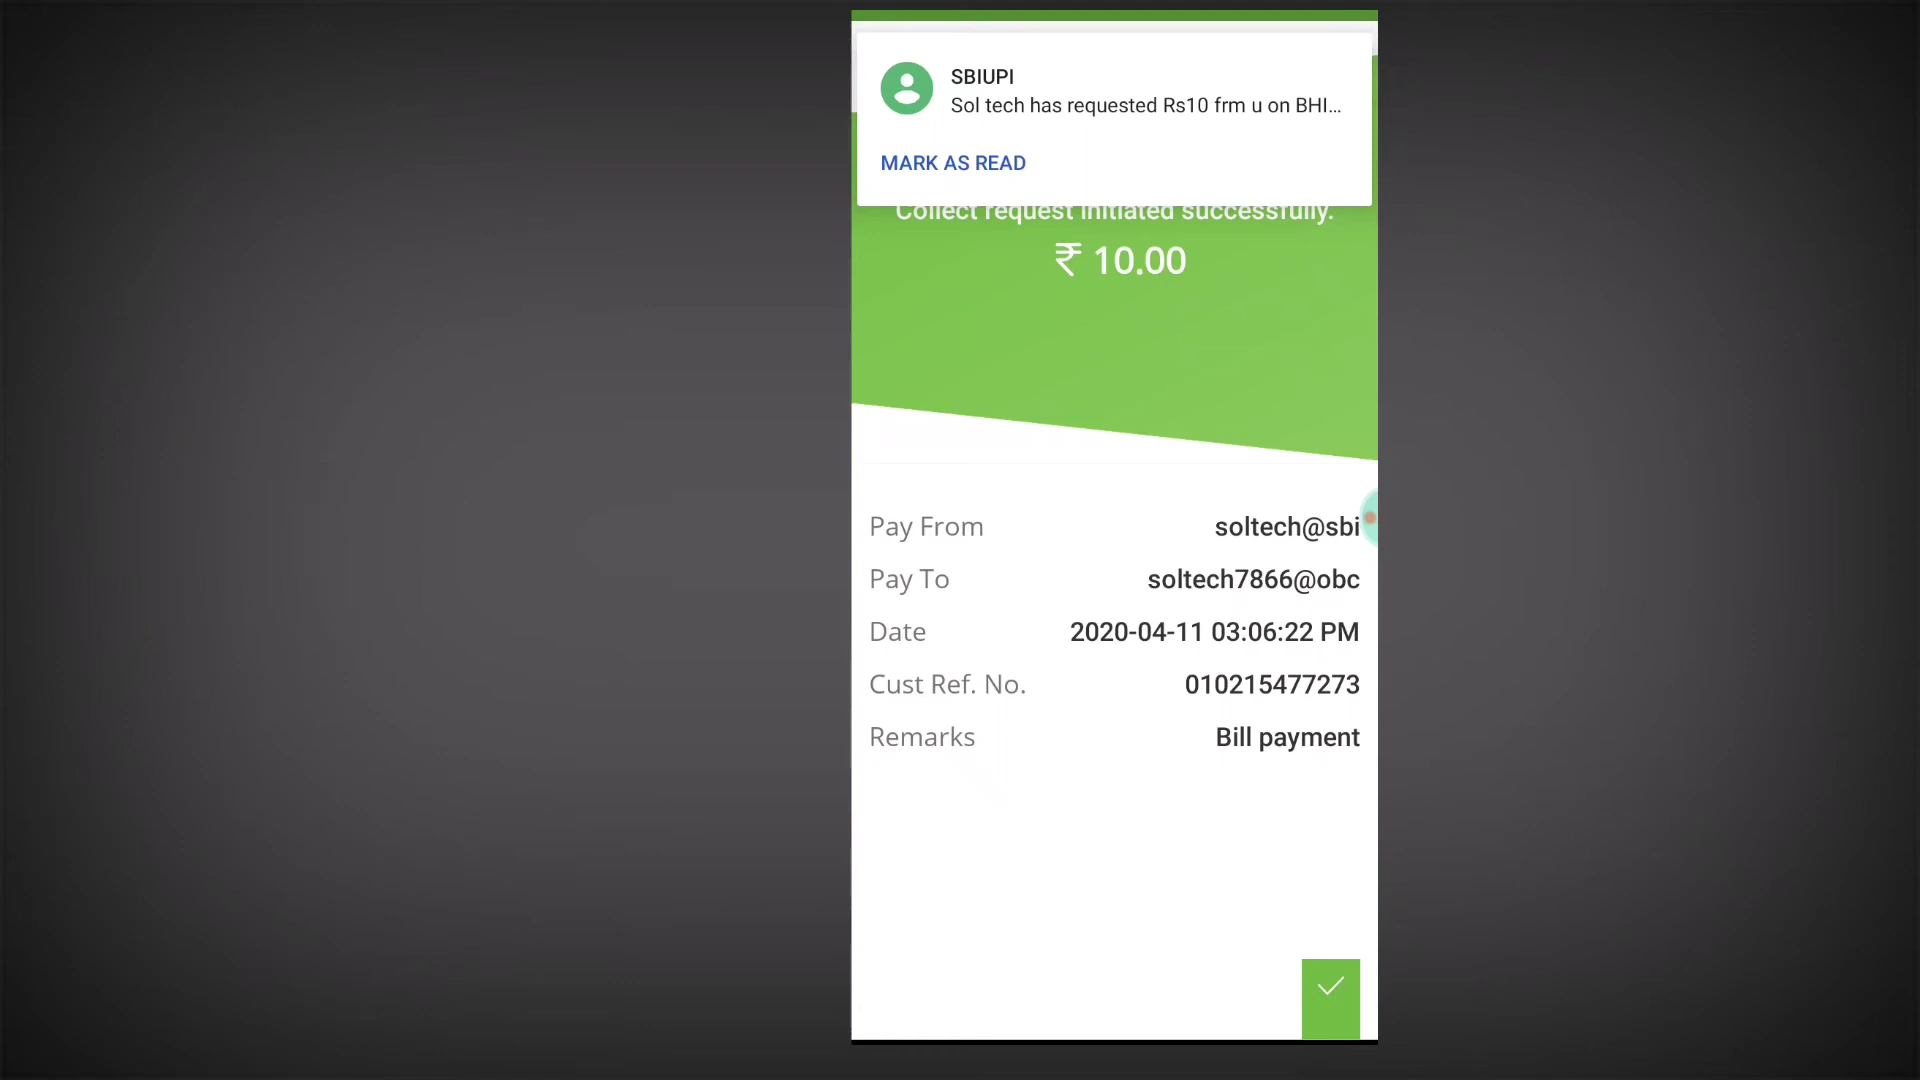 SBIUPI
Sol tech has requested Rs10 frm u on BHI...
MARK AS READ
Collect request initiated successfully.
₹ 10.00
Pay From soltech@sbi
Pay To soltech7866@obc
Date 2020-04-11 03:06:22 PM
Cust Ref. No. 010215477273
Remarks Bill payment